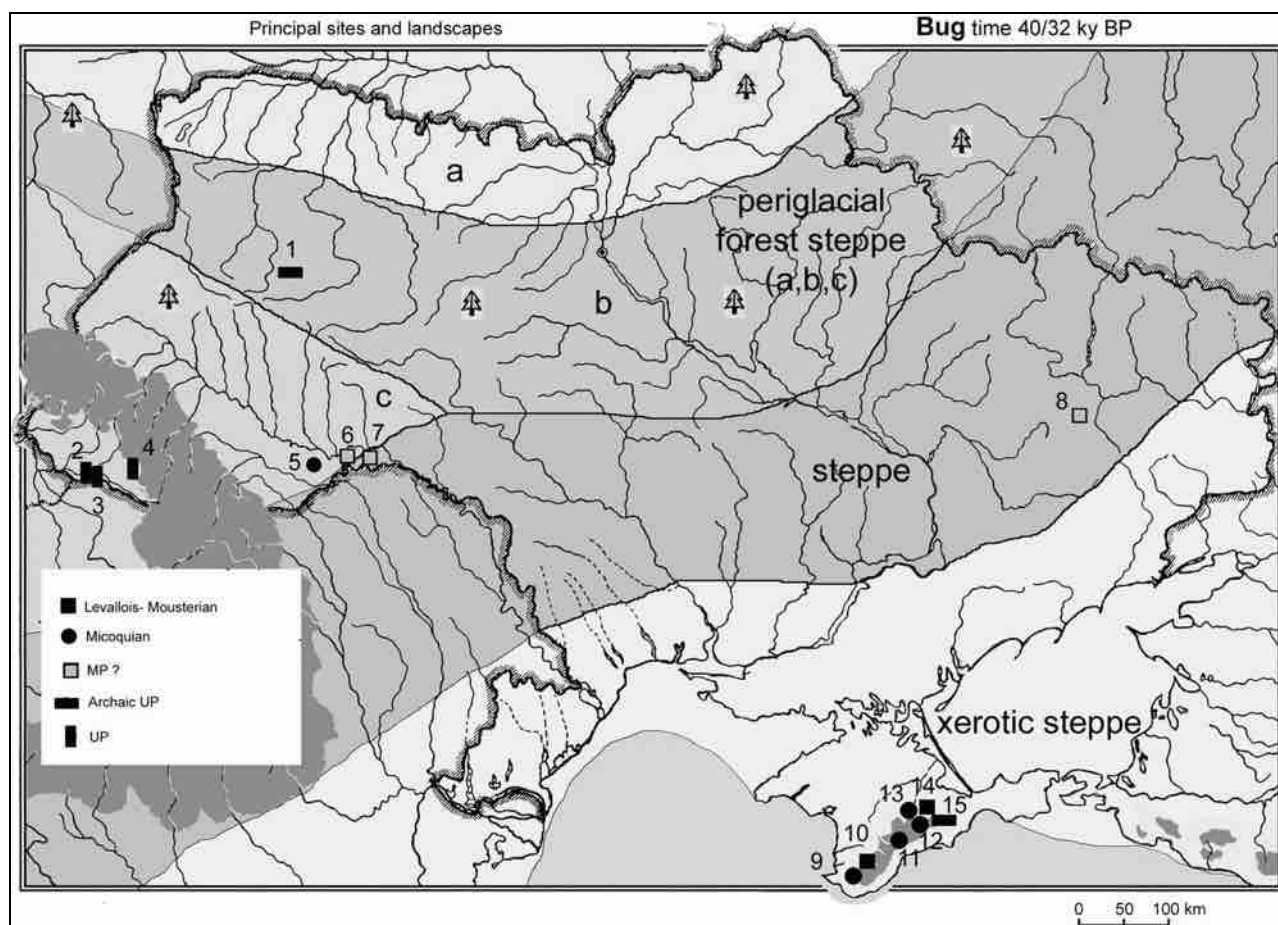 Principal sites and landscapes
Bug time 40/32 ky BP
a
periglacial
forest steppe
(a,b,c)
1
b
c
8
2
3
4
5
6
7
steppe
Levallois- Mousterian
Micoquian
MP ?
Archaic UP
UP
xerotic steppe
13
14
15
10
12
11
9
0 50 100 km